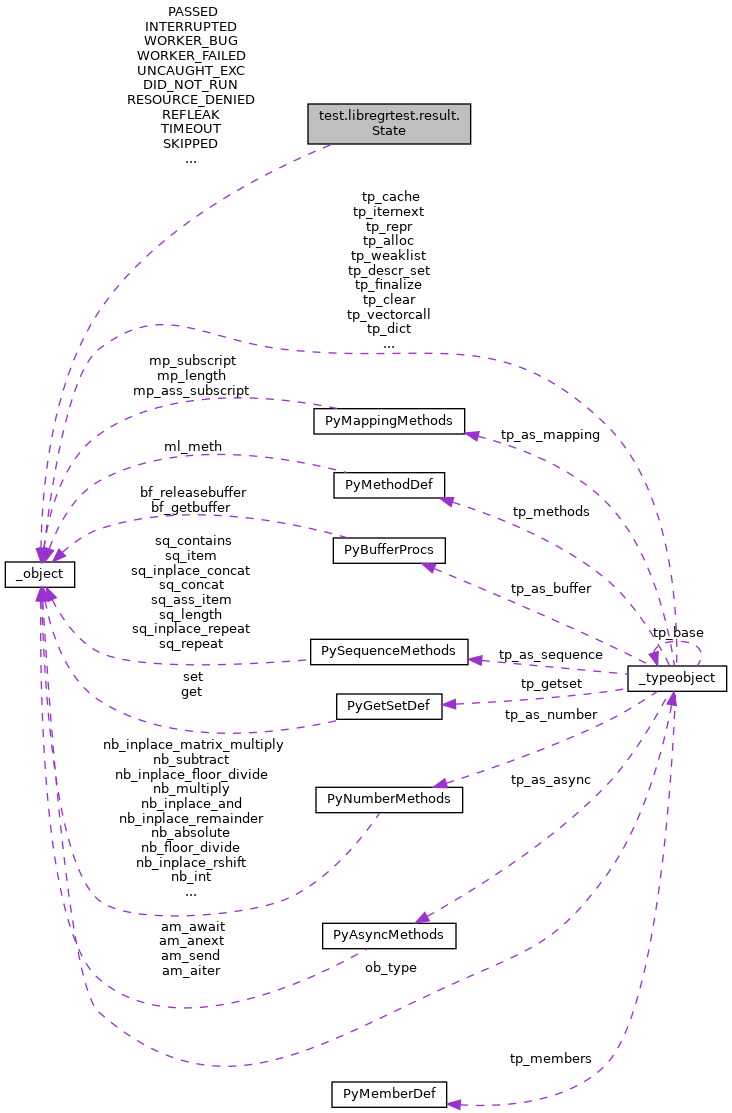 PASSED
INTERRUPTED
WORKER_BUG
WORKER_FAILED
UNCAUGHT_EXC
DID_NOT_RUN
RESOURCE_DENIED
REFLEAK
TIMEOUT
SKIPPED
...
test.libregrtest.result.
State
tp_cache
tp_iternext
tp_repr
tp_alloc
tp_weaklist
tp_descr_set
tp_finalize
tp_clear
tp_vectorcall
tp_dict
...
mp_subscript
mp_length
mp_ass_subscript
PyMappingMethods
tp_as_mapping
ml_meth
PyMethodDef
tp_methods
bf_releasebuffer
bf_getbuffer
PyBufferProcs
_object
tp_as_buffer
sq_contains
sq_item
sq_inplace_concat
sq_concat
sq_ass_item
sq_length
sq_inplace_repeat
sq_repeat
PySequenceMethods
tp_as_sequence
tp_base
_typeobject
set
get
PyGetSetDef
tp_getset
tp_as_number
nb_inplace_matrix_multiply
nb_subtract
nb_inplace_floor_divide
nb_multiply
nb_inplace_and
nb_inplace_remainder
nb_absolute
nb_floor_divide
nb_inplace_rshift
nb_int
...
PyNumberMethods
tp_as_async
am_await
am_anext
am_send
am_aiter
PyAsyncMethods
ob_type
tp_members
PyMemberDef